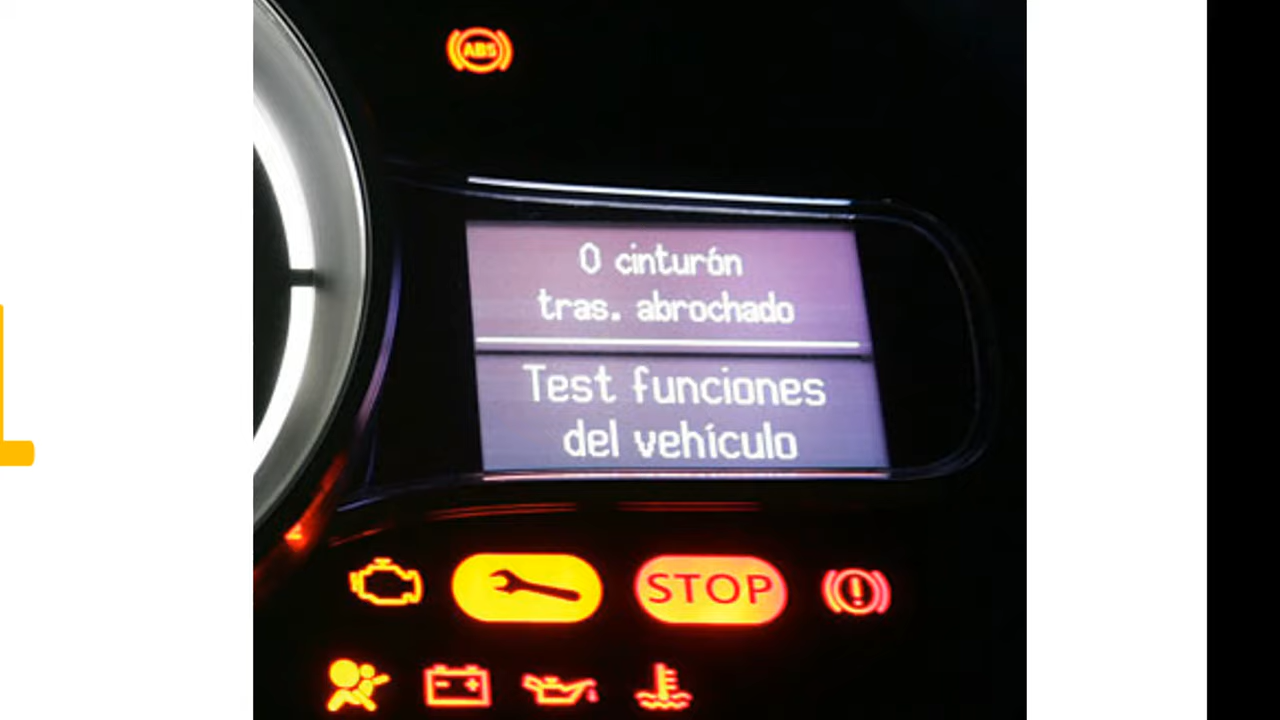 ABS
0 cinturón
tras. abrochado
Test funciones
del vehículo
STOP